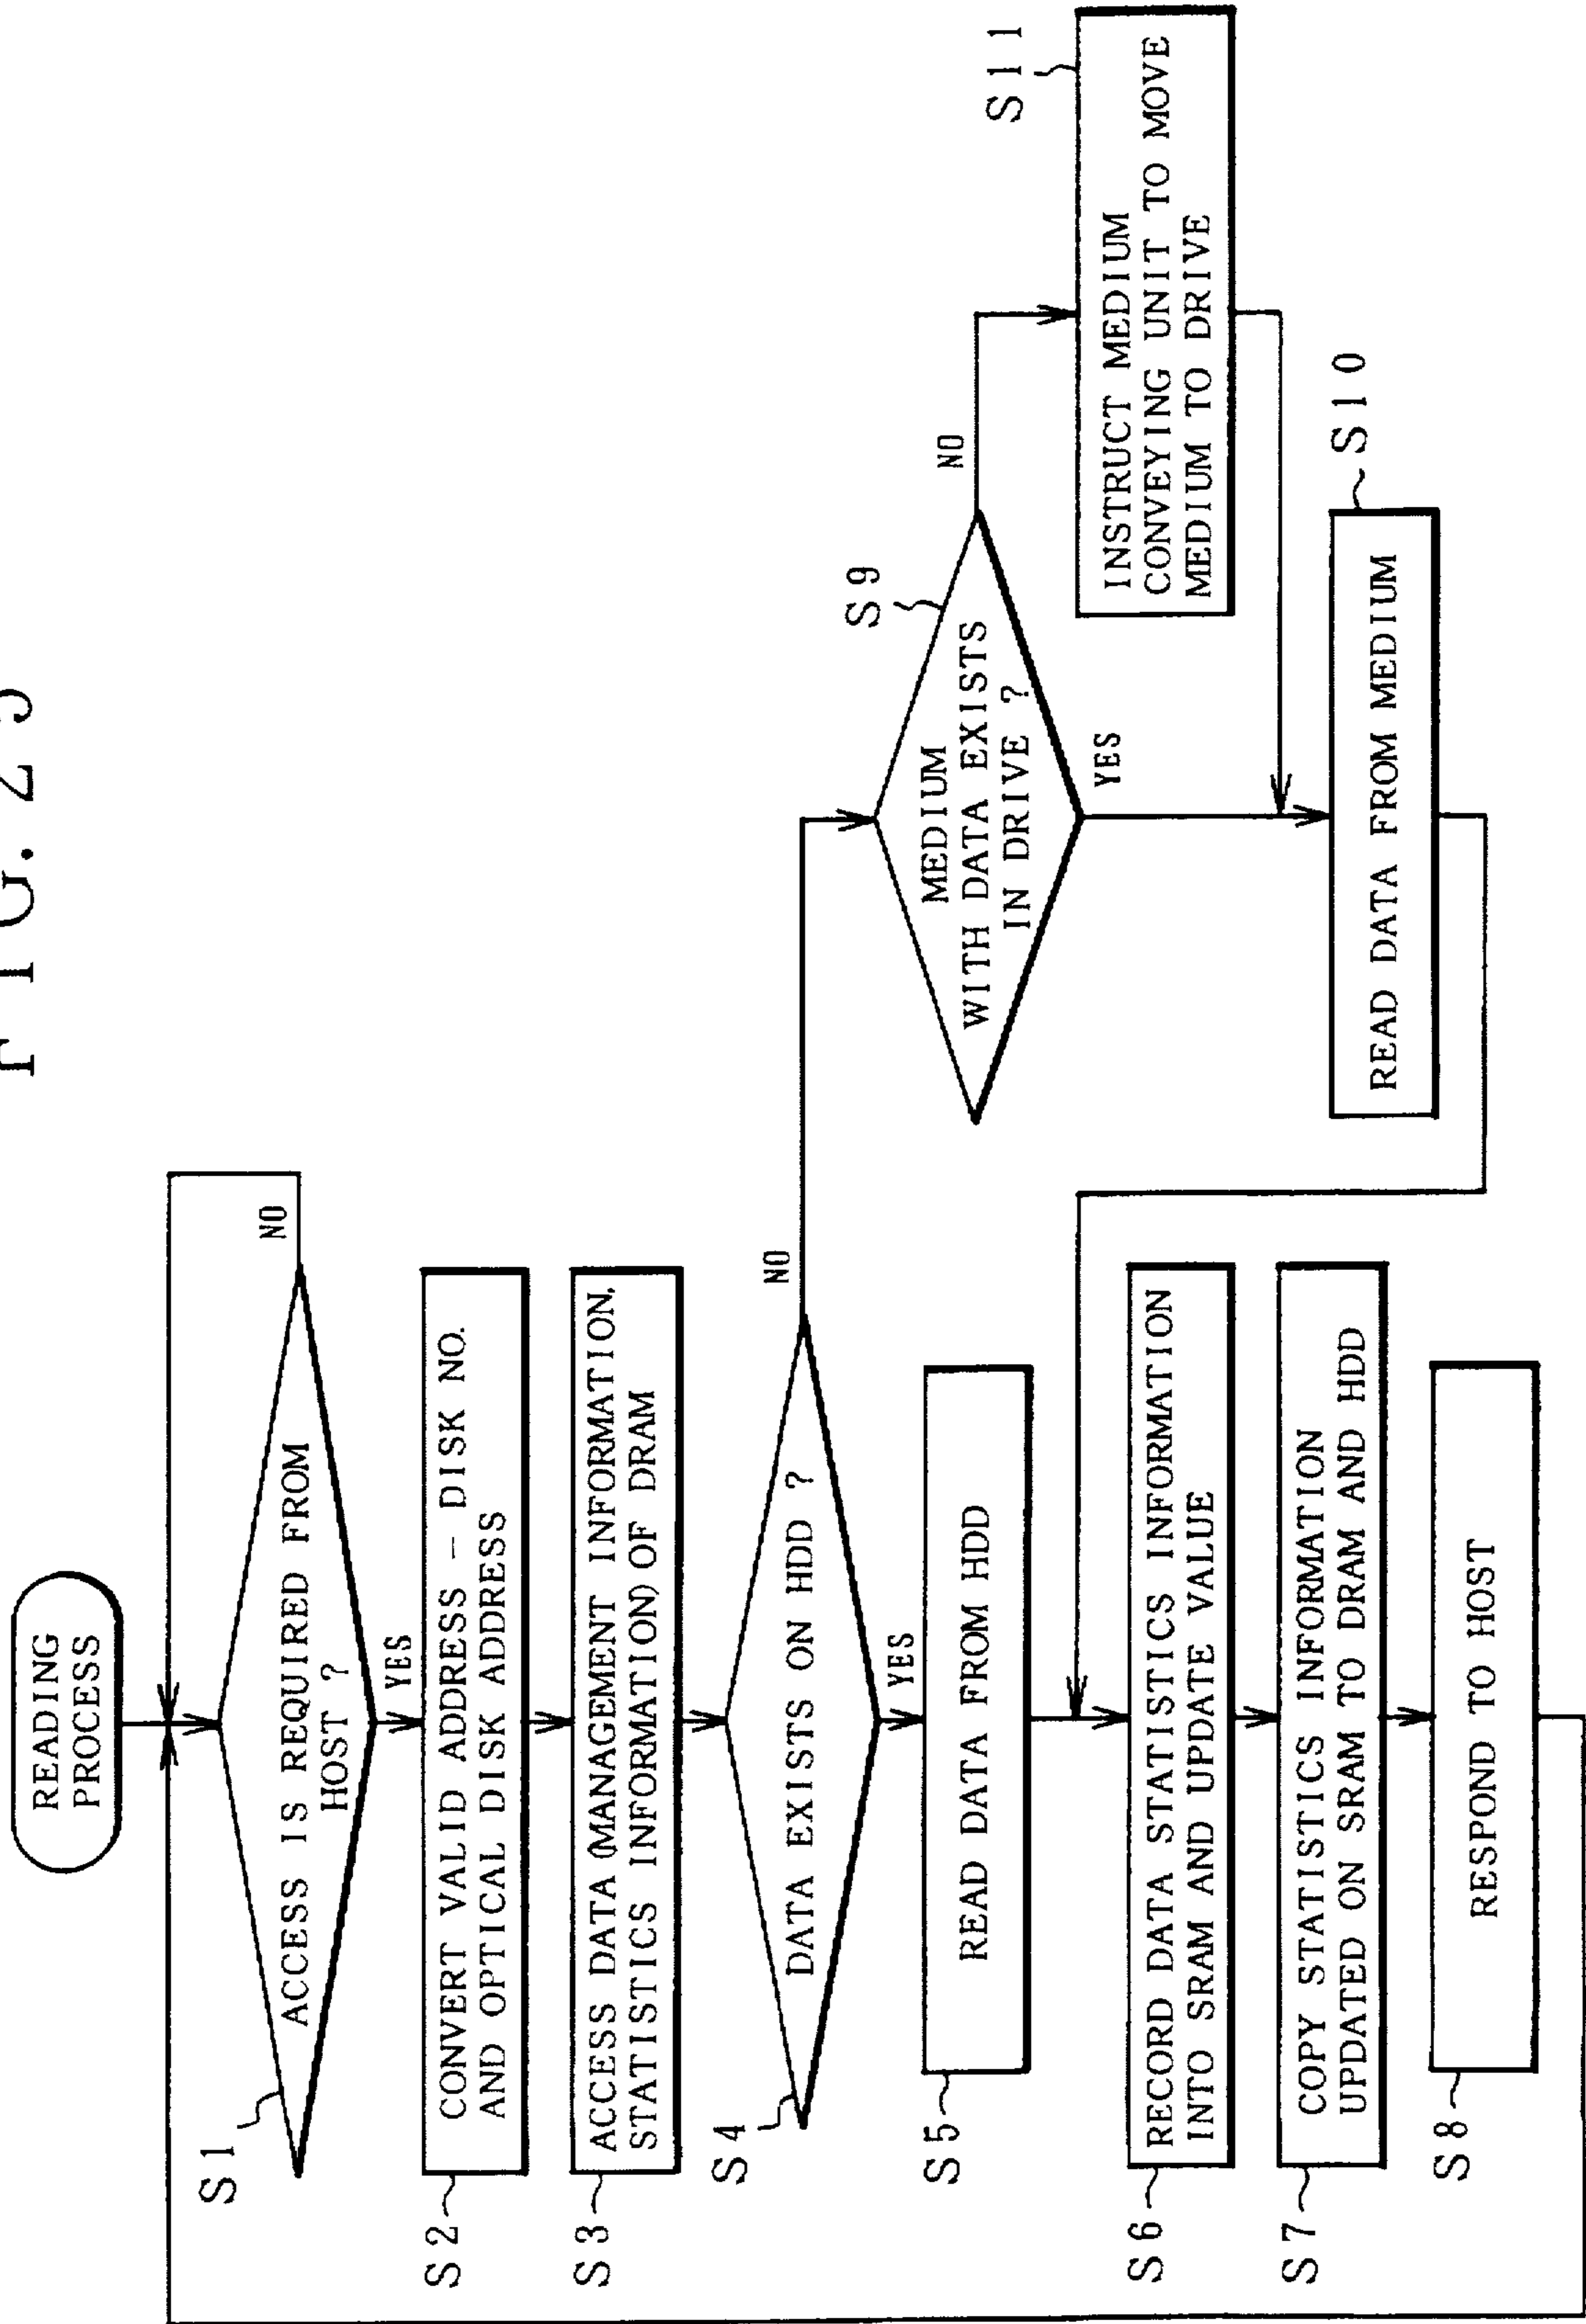 FIG.
READING
PROCESS
S1
ACCESS IS REQUIRED FROM
HOST ?
NO
YES
S2
CONVERT VALID ADDRESS – DISK NO.
AND OPTICAL DISK ADDRESS
S3
ACCESS DATA (MANAGEMENT INFORMATION,
STATISTICS INFORMATION) OF DRAM
S4
DATA EXISTS ON HDD ?
NO
YES
S5
READ DATA FROM HDD
S6
RECORD DATA STATISTICS INFORMATION
INTO SRAM AND UPDATE VALUE
S7
COPY STATISTICS INFORMATION
UPDATED ON SRAM TO DRAM AND HDD
S8
RESPOND TO HOST
S9
MEDIUM
WITH DATA EXISTS
IN DRIVE ?
NO
YES
S11
INSTRUCT MEDIUM
CONVEYING UNIT TO MOVE
MEDIUM TO DRIVE
S10
READ DATA FROM MEDIUM